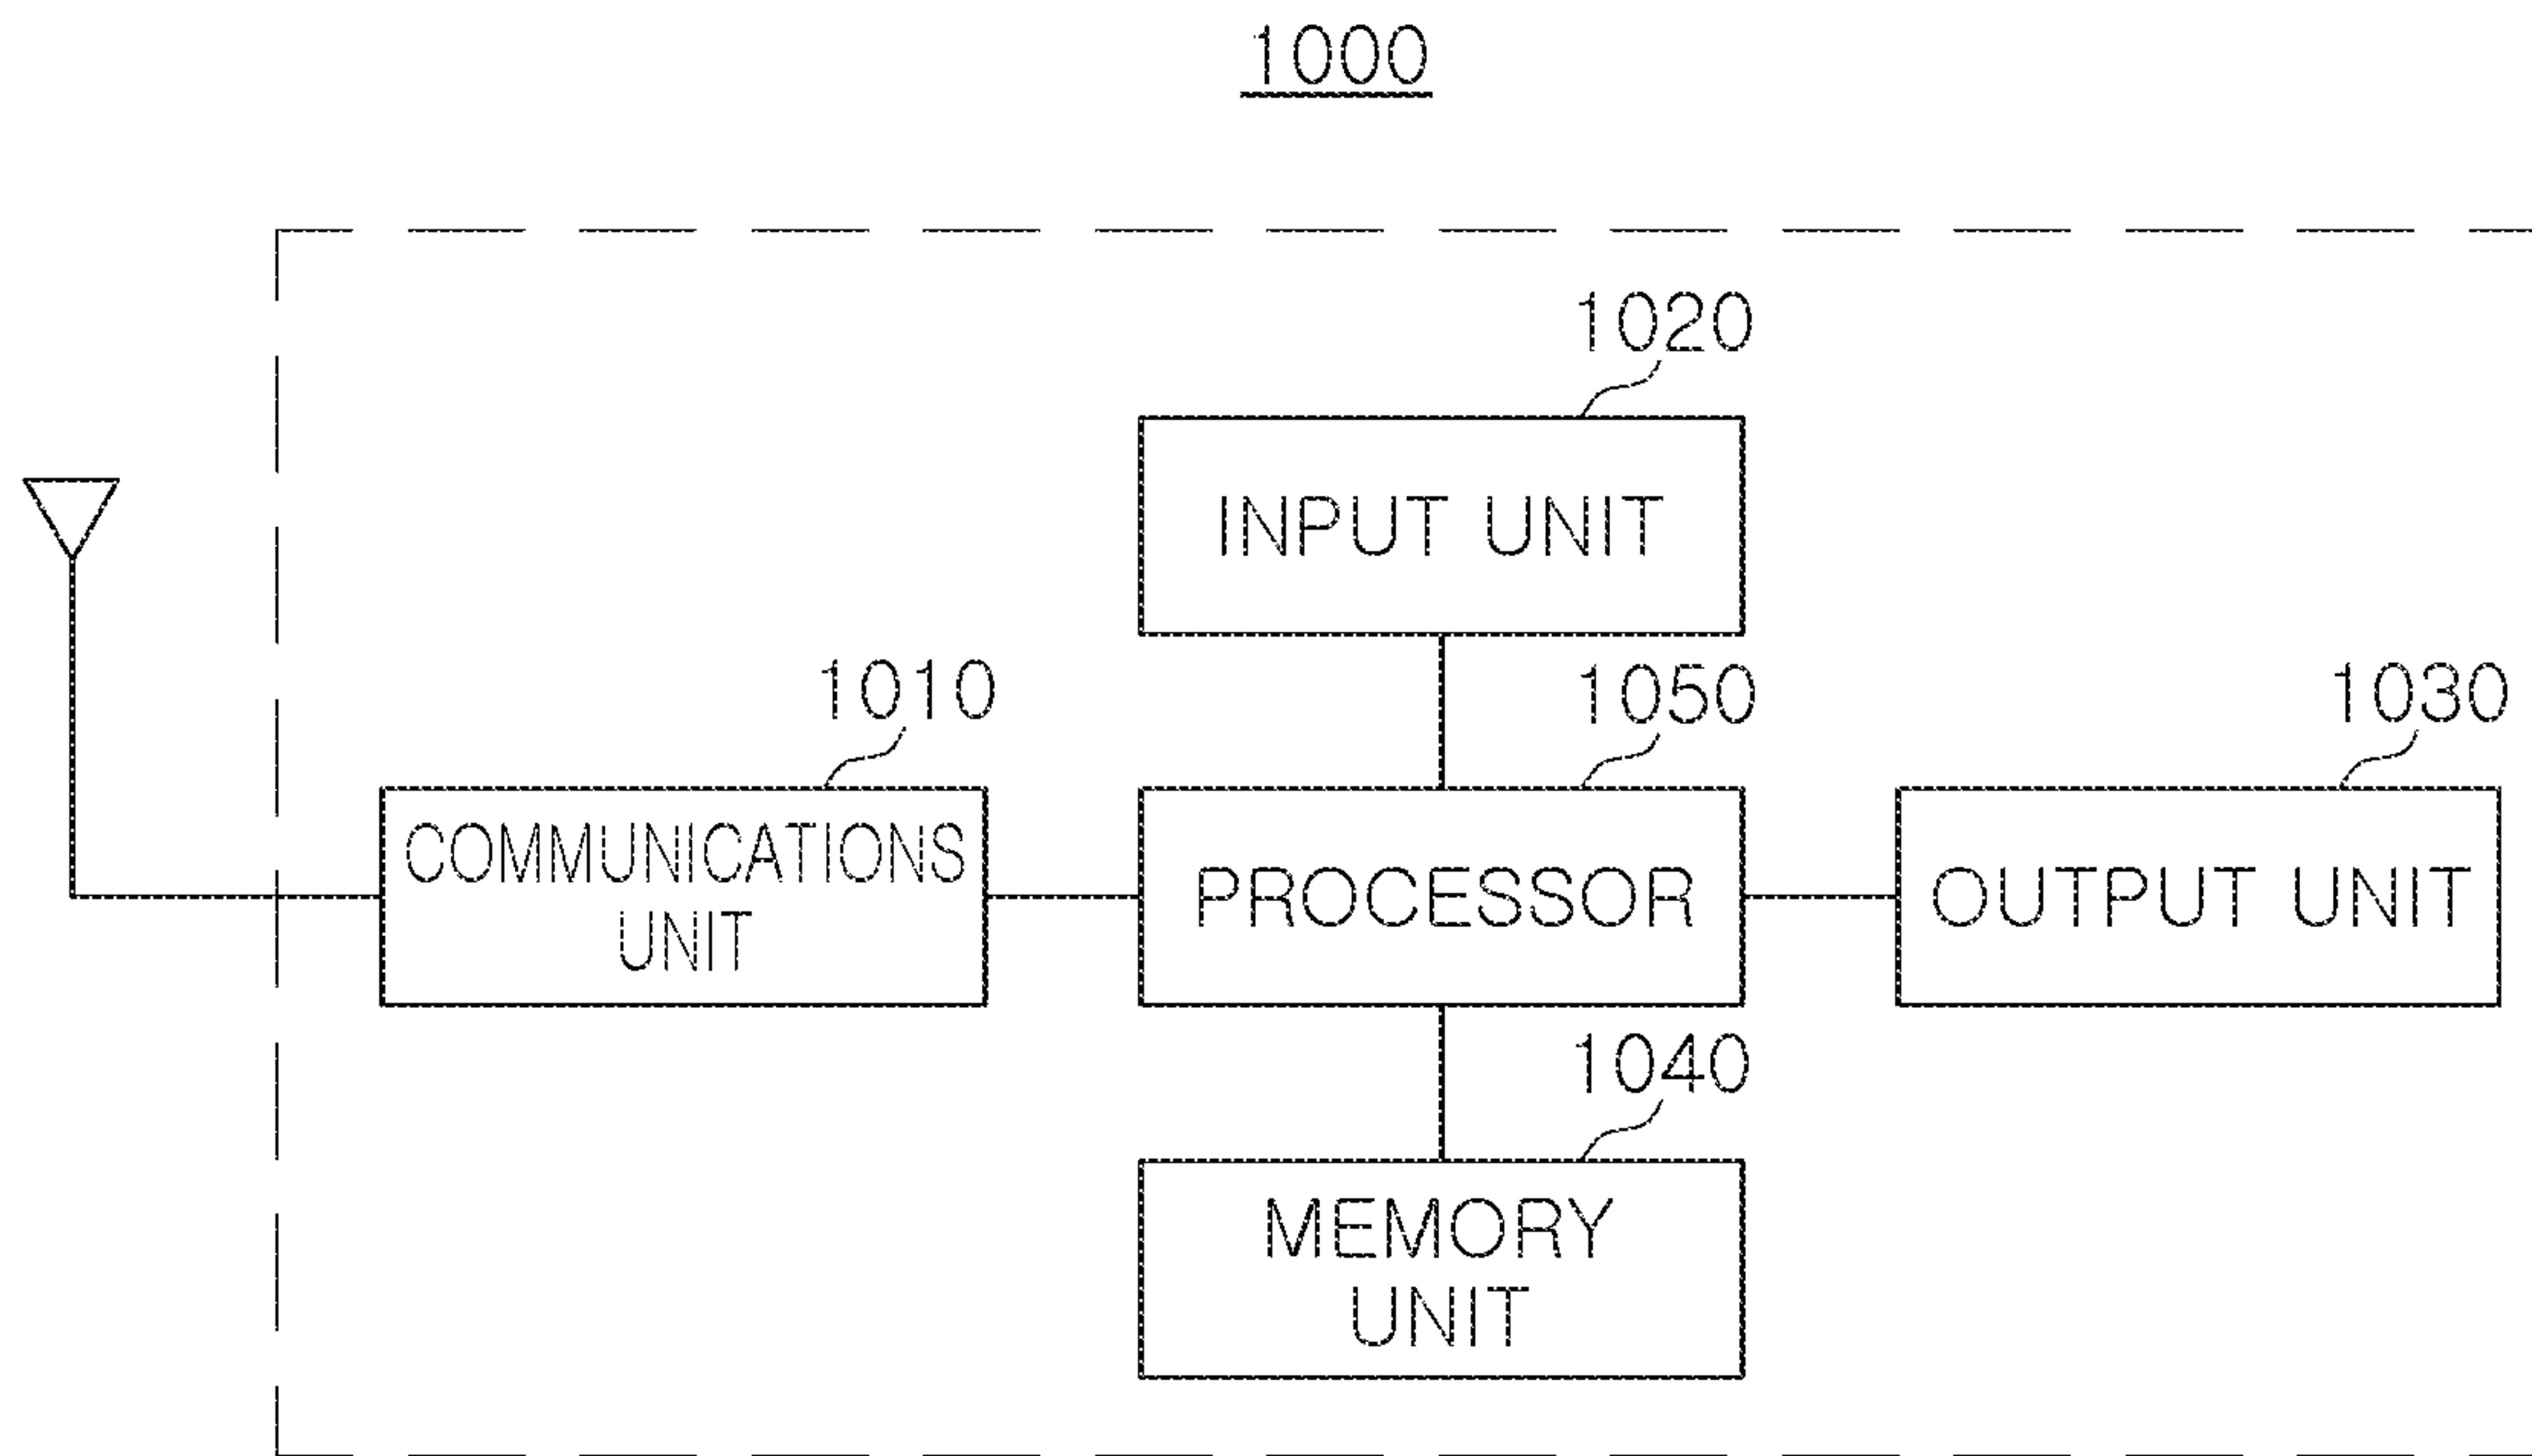 1000
1020
INPUT UNIT
1010
1050
1030
COMMUNICATIONS
UNIT
PROCESSOR
OUTPUT UNIT
1040
MEMORY
UNIT